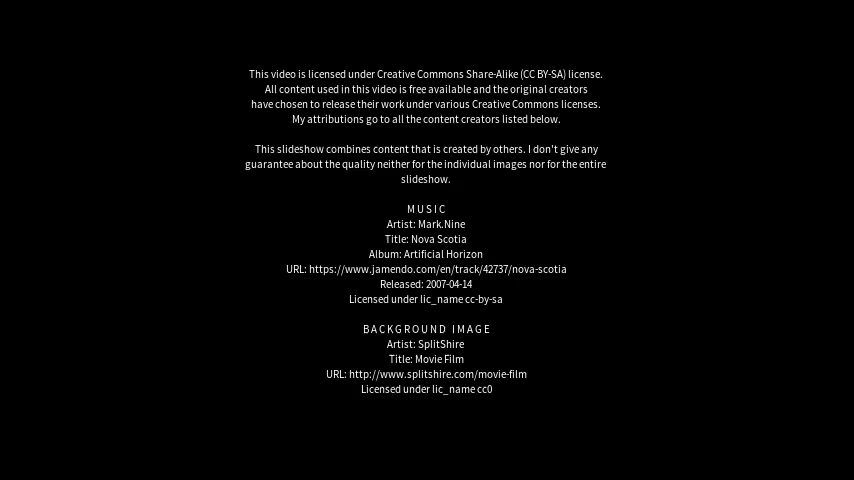 This video is licensed under Creative Commons Share-Alike (CC BY-SA) license.
All content used in this video is free available and the original creators
have chosen to release their work under various Creative Commons licenses.
My attributions go to all the content creators listed below.
This slideshow combines content that is created by others. I don't give any
guarantee about the quality neither for the individual images nor for the entire
slideshow.
MUSIC
Artist: Mark.Nine
Title: Nova Scotia
Album: Artificial Horizon
URL: https://www.jamendo.com/en/track/42737/nova-scotia
Released: 2007-04-14
Licensed under lic_name cc-by-sa
BACKGROUND IMAGE
Artist: SplitShire
Title: Movie Film
URL: http://www.splitshire.com/movie-film
Licensed under lic_name cc0